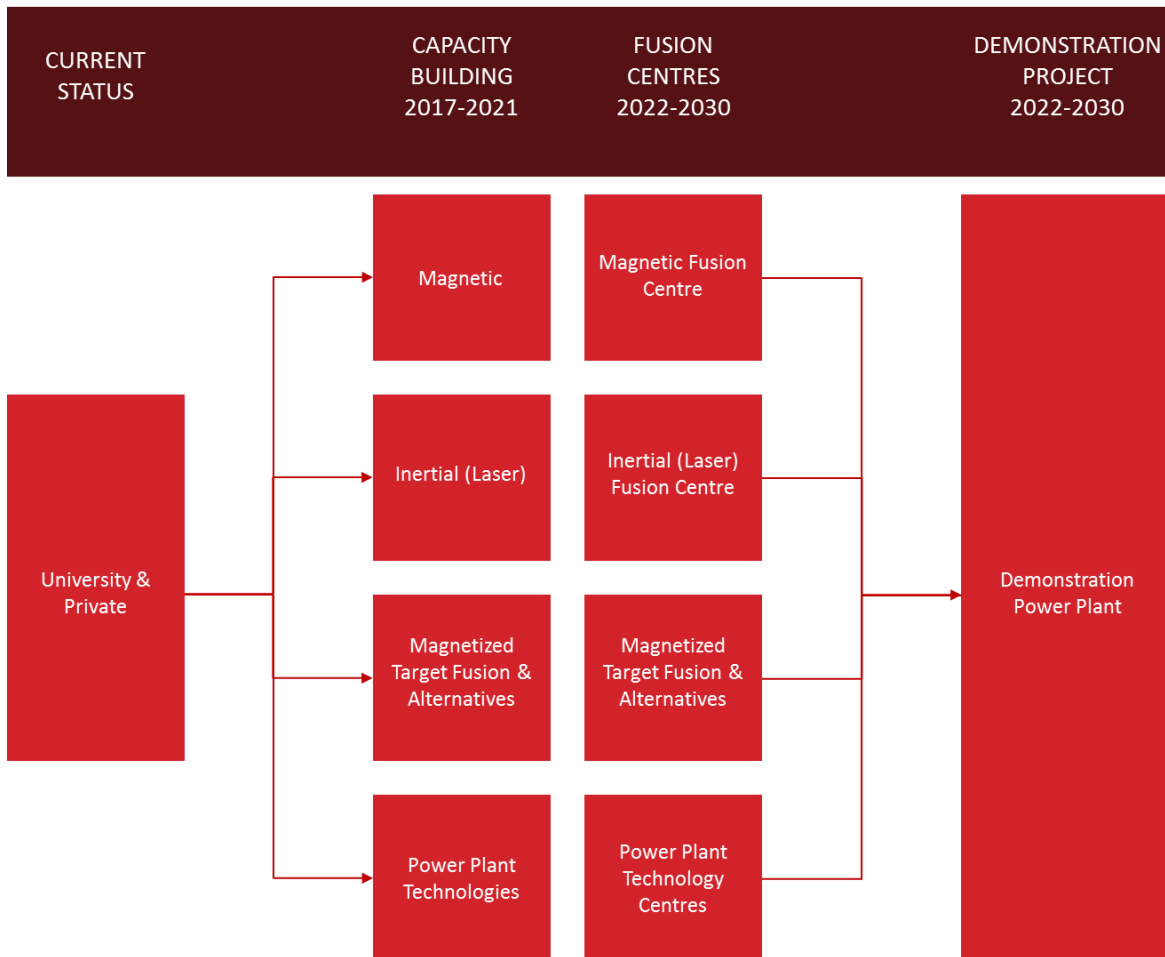 CURRENT
STATUS
CAPACITY
BUILDING
2017-2021
FUSION
CENTRES
2022-2030
DEMONSTRATION
PROJECT
2022-2030
University &
Private
Magnetic
Inertial (Laser)
Magnetized
Target Fusion &
Alternatives
Power Plant
Technologies
Magnetic Fusion
Centre
Inertial (Laser)
Fusion Centre
Magnetized
Target Fusion &
Alternatives
Power Plant
Technology
Centres
Demonstration
Power Plant